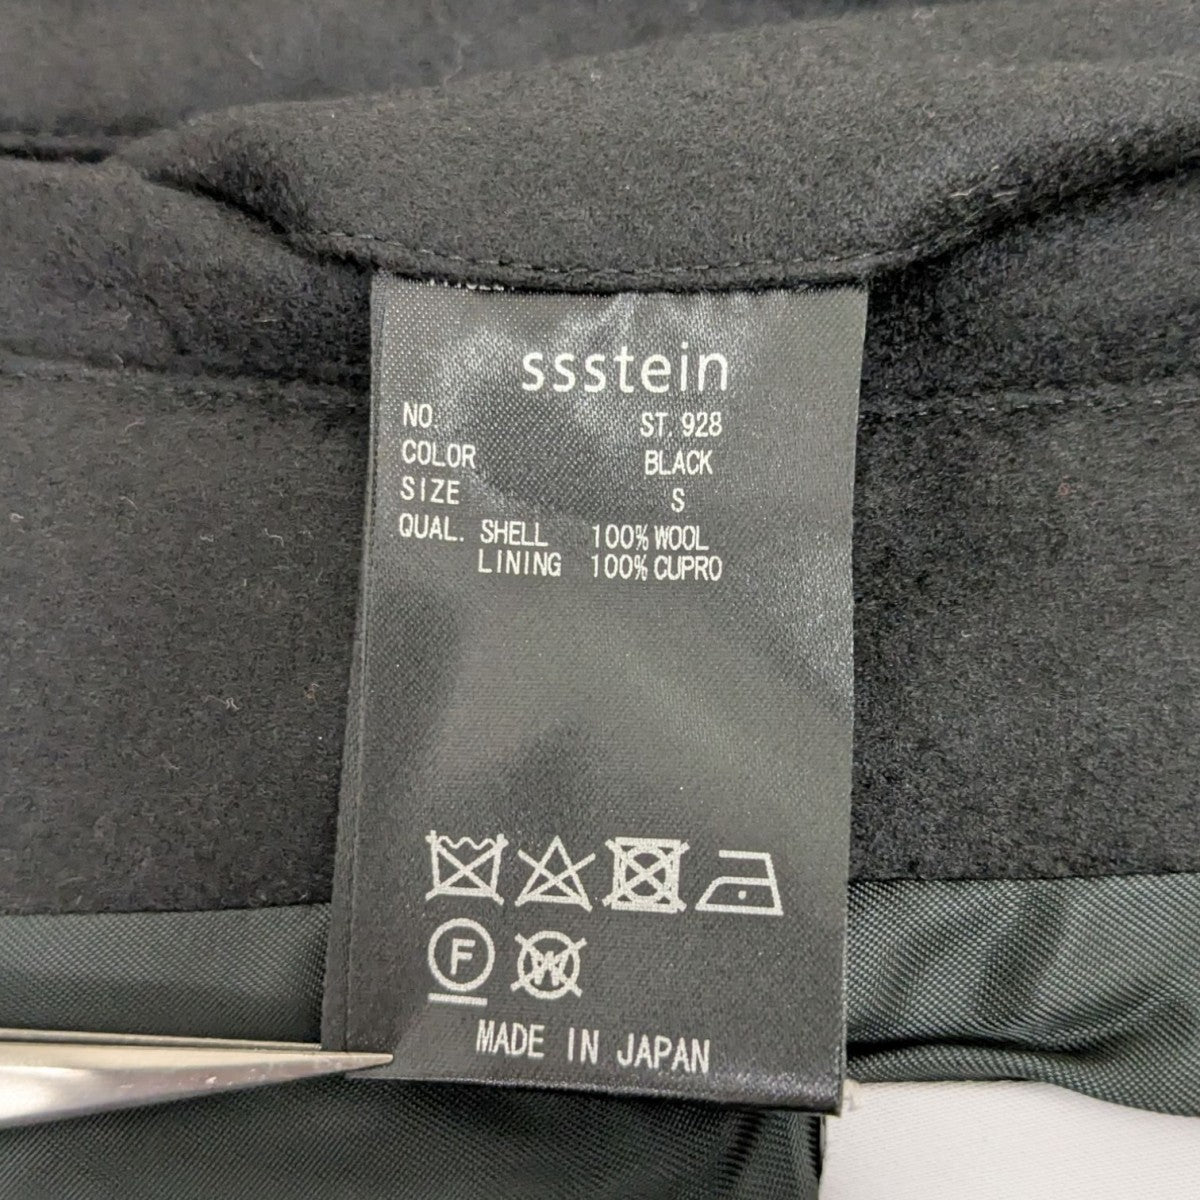 ssstein
NO. ST. 928
COLOR BLACK
SIZE S
QUAL. SHELL 100% WOOL
LINING 100% CUPRO
F W
MADE IN JAPAN